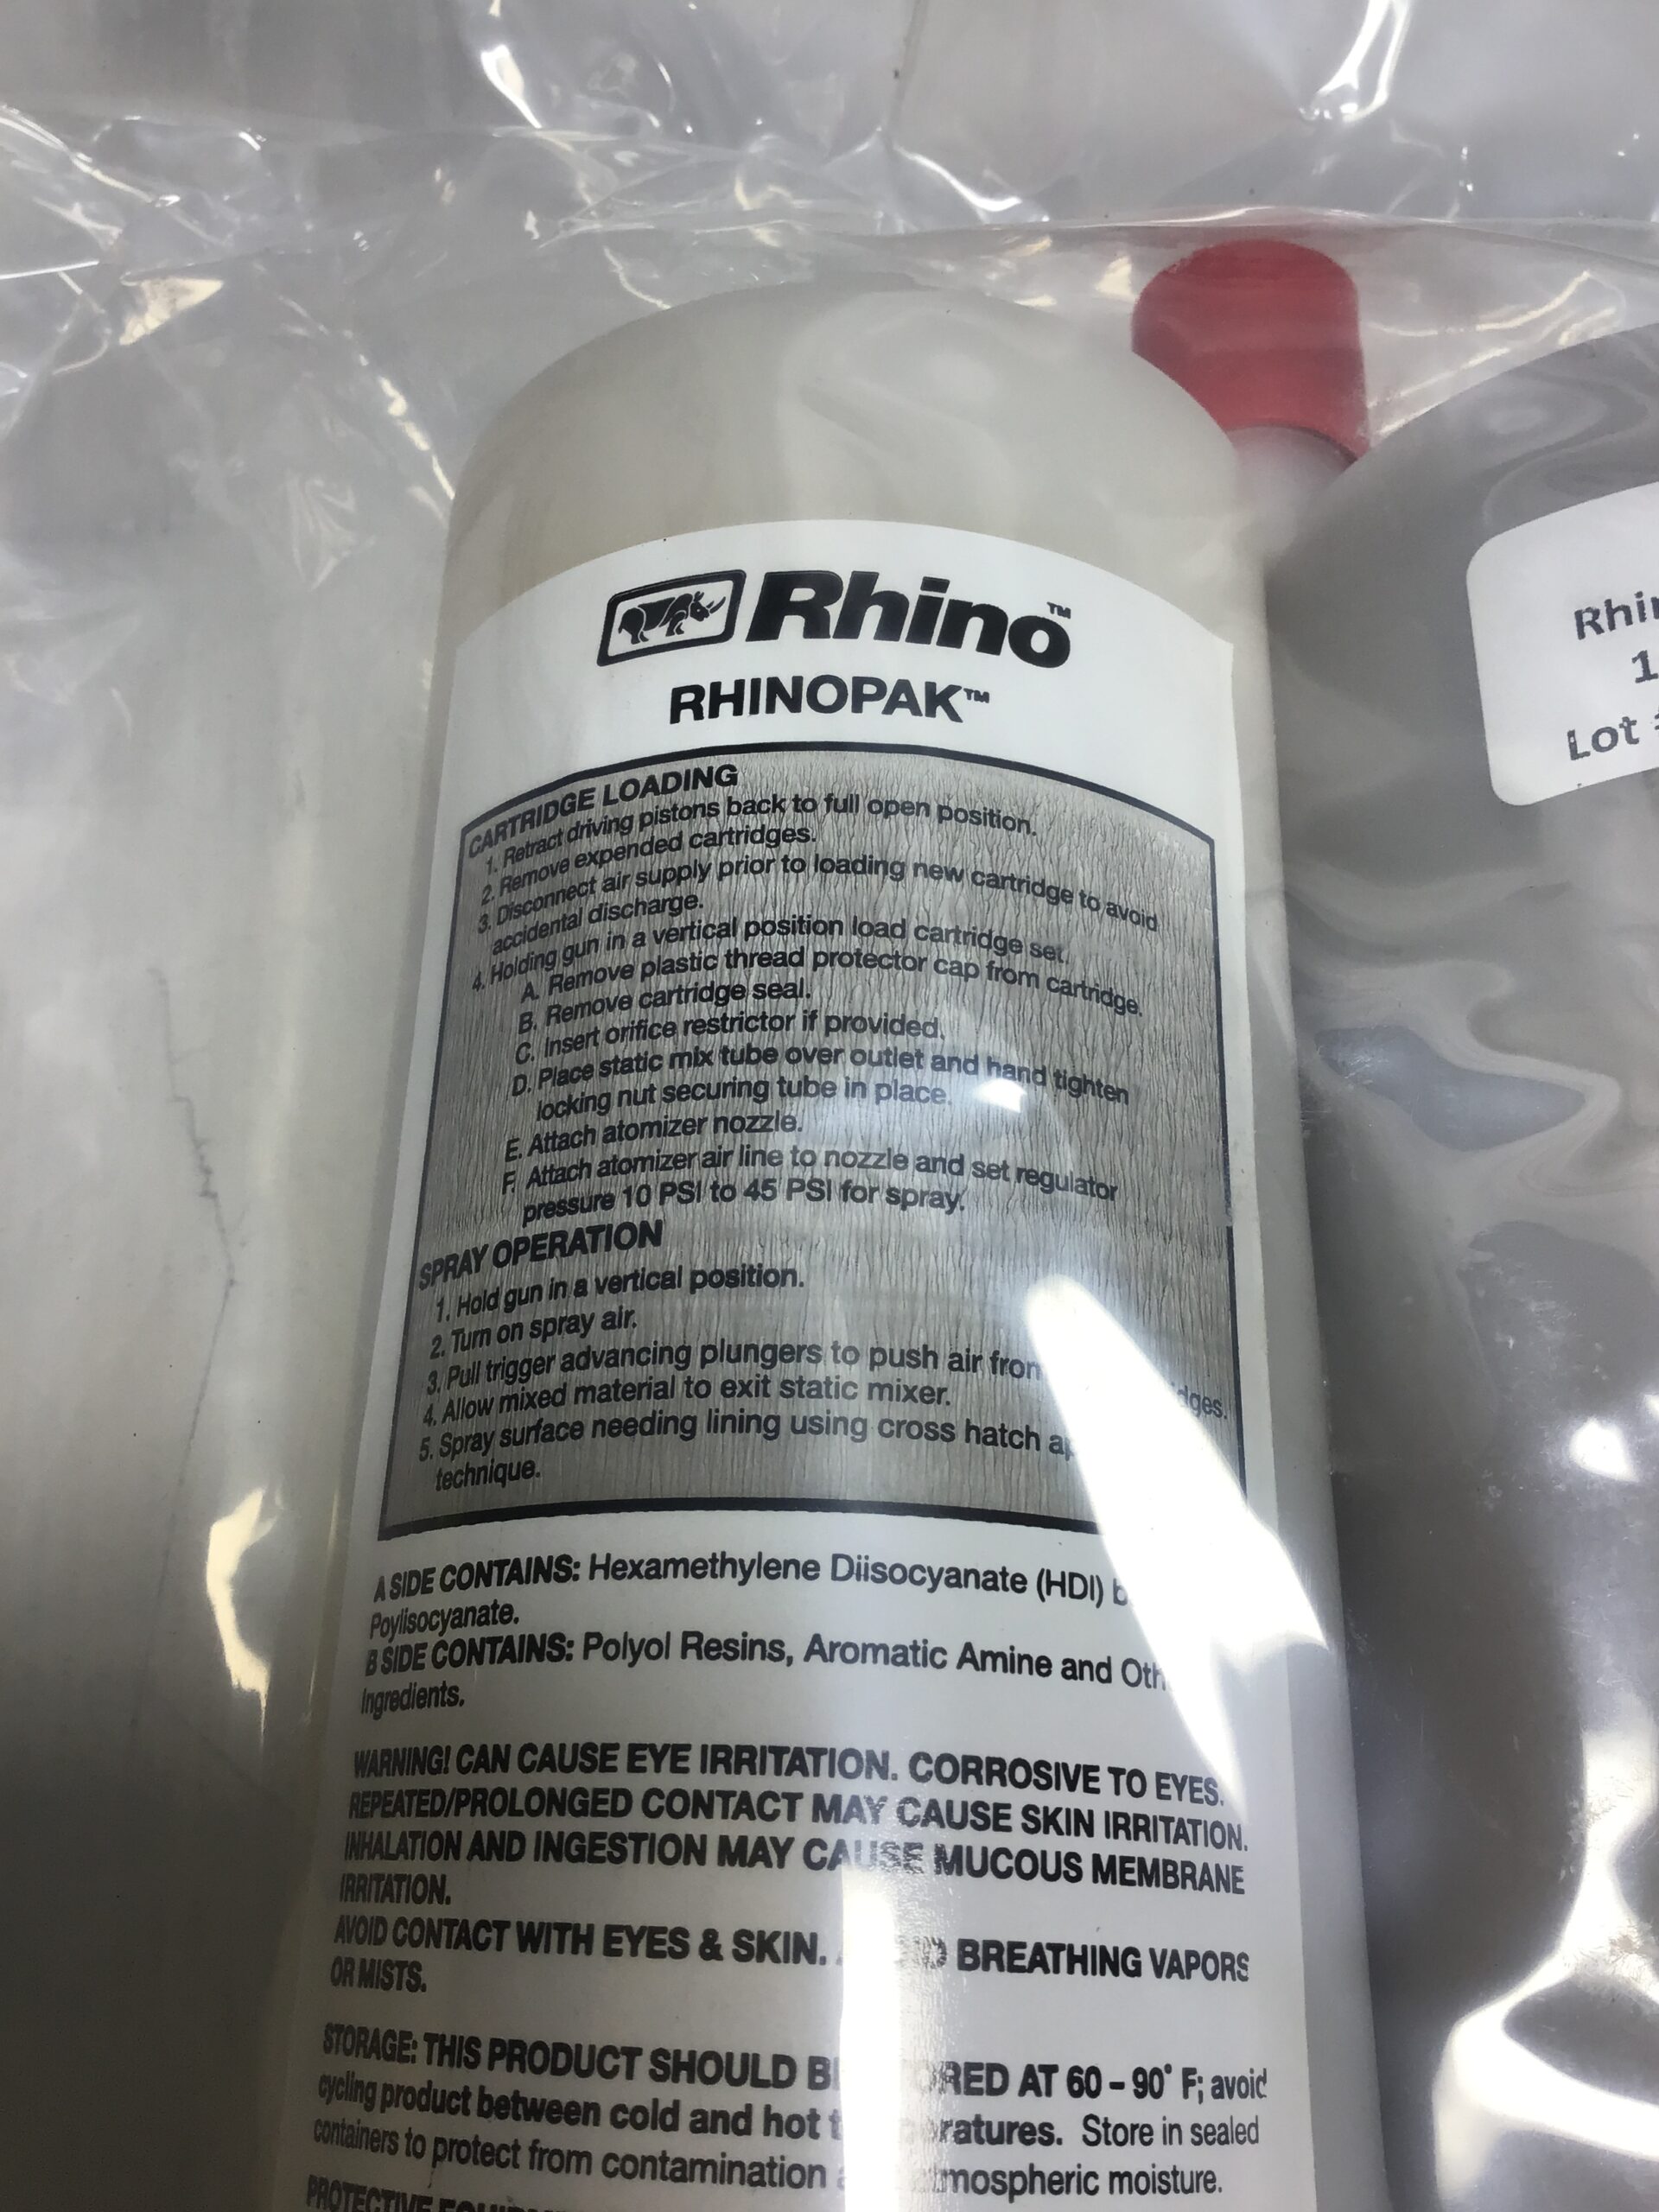 Rhino™
RHINOPAK™
CARTRIDGE LOADING
1. Retract driving pistons back to full open position.
2. Remove expended cartridges.
3. Disconnect air supply prior to loading new cartridge to avoid
accidental discharge.
4. Holding gun in a vertical position load cartridge set.
A. Remove plastic thread protector cap from cartridge.
B. Remove cartridge seal.
C. Insert orifice restrictor if provided.
D. Place static mix tube over outlet and hand tighten
locking nut securing tube in place.
E. Attach atomizer nozzle.
F. Attach atomizer air line to nozzle and set regulator
pressure 10 PSI to 45 PSI for spray.
SPRAY OPERATION
1. Hold gun in a vertical position.
2. Turn on spray air.
3. Pull trigger advancing plungers to push air
4. Allow mixed material to exit static mixer.
5. Spray surface needing lining using cross hatch
technique.
A SIDE CONTAINS: Hexamethylene Diisocyanate (HDI)
Poylisocyanate.
B SIDE CONTAINS: Polyol Resins, Aromatic Amine and
Ingredients.
WARNING! CAN CAUSE EYE IRRITATION. CORROSIVE TO EYES.
REPEATED/PROLONGED CONTACT MAY CAUSE SKIN IRRITATION.
INHALATION AND INGESTION MAY CAUSE MUCOUS MEMBRANE
IRRITATION.
AVOID CONTACT WITH EYES & SKIN. BREATHING VAPORS
OR MISTS.
STORAGE: THIS PRODUCT SHOULD AT 60 – 90° F; avoid
cycling product between cold and hot
containers to protect from contamination
Store in sealed
moisture.
Lot